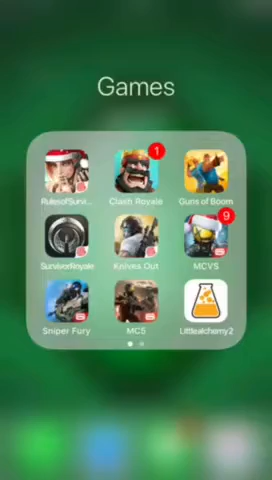 Games
1
RulesofSurvi...
Clash Royale
Guns of Boom
9
SurvivorRoyale
Knives Out
MCVS
Sniper Fury
MC5
Littlealchemy2